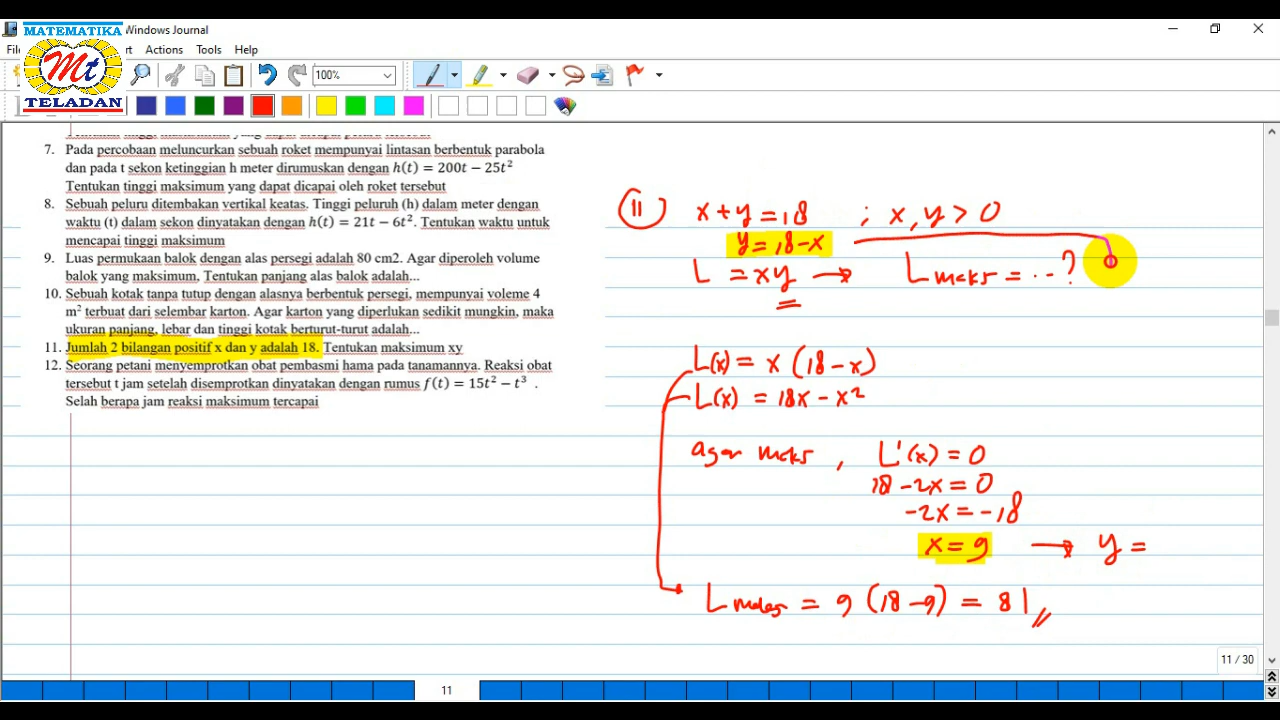 MATEMATIKA
Mt
TELADAN
Windows Journal
Actions Tools Help
100%
7. Pada percobaan meluncurkan sebuah roket mempunyai lintasan berbentuk parabola
dan pada t sekon ketinggian h meter dirumuskan dengan h(t) = 200t − 25t²
Tentukan tinggi maksimum yang dapat dicapai oleh roket tersebut
8. Sebuah peluru ditembakan vertikal keatas. Tinggi peluruh (h) dalam meter dengan
waktu (t) dalam sekon dinyatakan dengan h(t) = 21t − 6t². Tentukan waktu untuk
mencapai tinggi maksimum
9. Luas permukaan balok dengan alas persegi adalah 80 cm2. Agar diperoleh volume
balok yang maksimum, Tentukan panjang alas balok adalah...
10. Sebuah kotak tanpa tutup dengan alasnya berbentuk persegi, mempunyai voleme 4
m² terbuat dari selembar karton. Agar karton yang diperlukan sedikit mungkin, maka
ukuran panjang, lebar dan tinggi kotak berturut-turut adalah...
11. Jumlah 2 bilangan positif x dan y adalah 18. Tentukan maksimum xy
12. Seorang petani menyemprotkan obat pembasmi hama pada tanamannya. Reaksi obat
tersebut t jam setelah disemprotkan dinyatakan dengan rumus f(t) = 15t² − t³ .
Selah berapa jam reaksi maksimum tercapai
11 x + y = 18 ; x, y > 0
y = 18 - x
L = xy → L maks = ... ?
L(x) = x (18 - x)
L(x) = 18x - x²
agar maks , L'(x) = 0
18 - 2x = 0
-2x = -18
x = 9 → y =
L maks = 9 (18 - 9) = 81
11 / 30
11